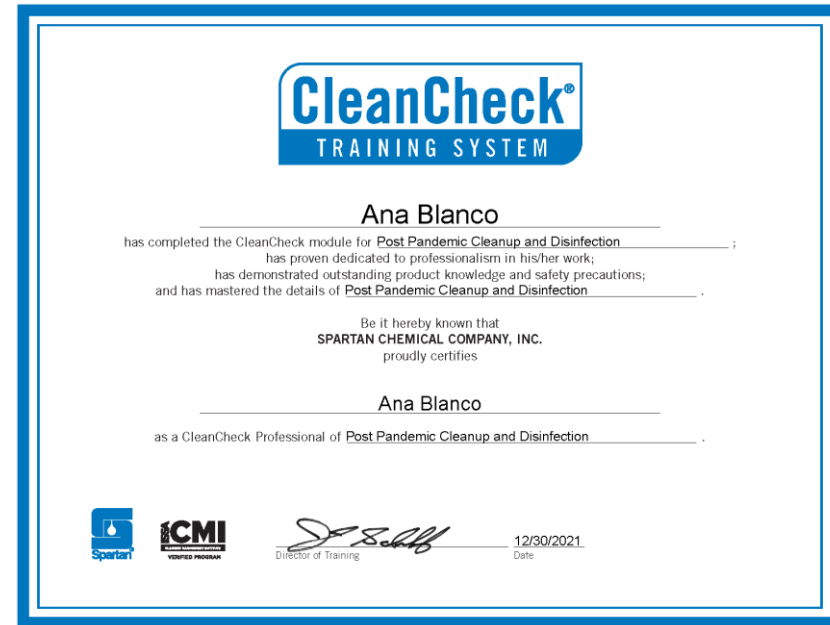 CleanCheck®
TRAINING SYSTEM
Ana Blanco
has completed the CleanCheck module for Post Pandemic Cleanup and Disinfection ;
has proven dedicated to professionalism in his/her work;
has demonstrated outstanding product knowledge and safety precautions;
and has mastered the details of Post Pandemic Cleanup and Disinfection .
Be it hereby known that
SPARTAN CHEMICAL COMPANY, INC.
proudly certifies
Ana Blanco
as a CleanCheck Professional of Post Pandemic Cleanup and Disinfection .
Spartan®
ISSA CMI
CLEANING MANAGEMENT INSTITUTE
VERIFIED PROGRAM
12/30/2021
Director of Training
Date